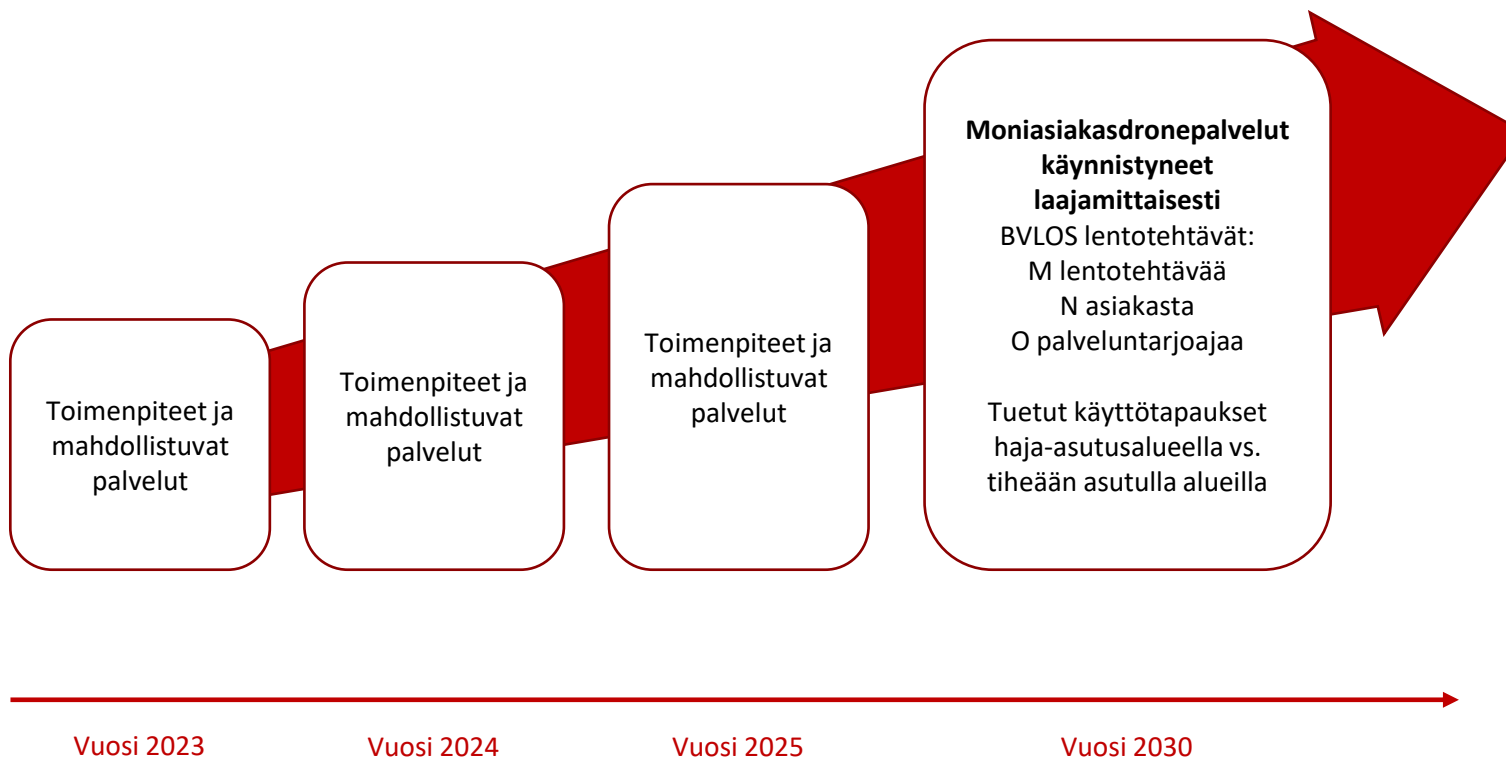 Toimenpiteet ja
mahdollistuvat
palvelut
Toimenpiteet ja
mahdollistuvat
palvelut
Toimenpiteet ja
mahdollistuvat
palvelut
Moniasiakasdronepalvelut
käynnistyneet
laajamittaisesti
BVLOS lentotehtävät:
M lentotehtävää
N asiakasta
O palveluntarjoajaa
Tuetut käyttötapaukset
haja-asutusalueella vs.
tiheään asutulla alueilla
Vuosi 2023
Vuosi 2024
Vuosi 2025
Vuosi 2030